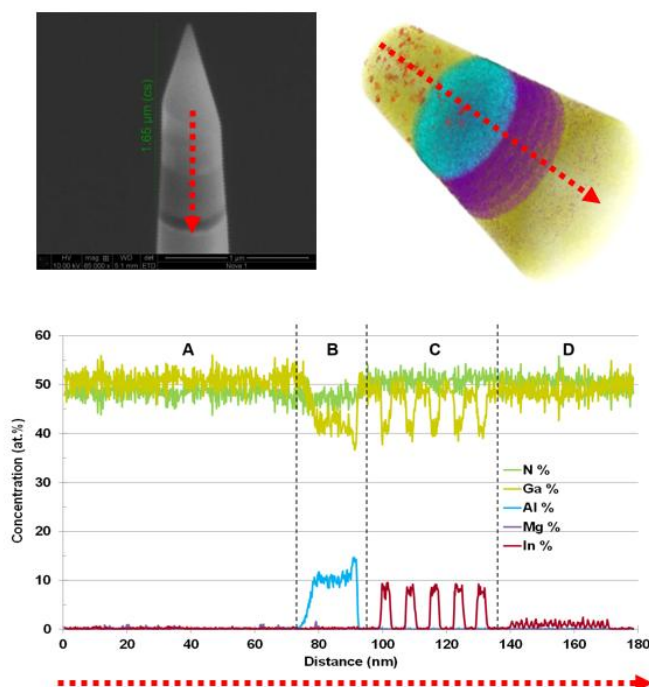 1.65 µm (cs)
HV mag WD det 1 µm
10.00 kV 65 000 x 5.1 mm ETD Nova 1
60
50
40
30
20
10
0
Concentration (at.%)
A B C D
N %
Ga %
Al %
Mg %
In %
0 20 40 60 80 100 120 140 160 180
Distance (nm)